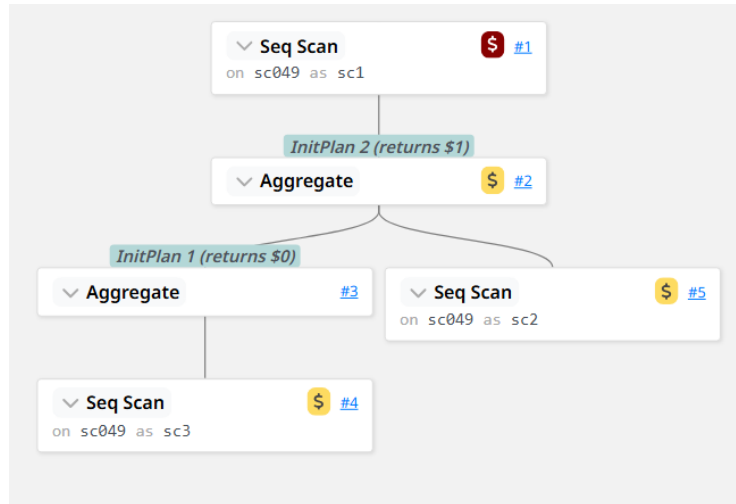 Seq Scan $ #1
on sc049 as sc1
InitPlan 2 (returns $1)
Aggregate $ #2
InitPlan 1 (returns $0)
Aggregate #3
Seq Scan $ #5
on sc049 as sc2
Seq Scan $ #4
on sc049 as sc3